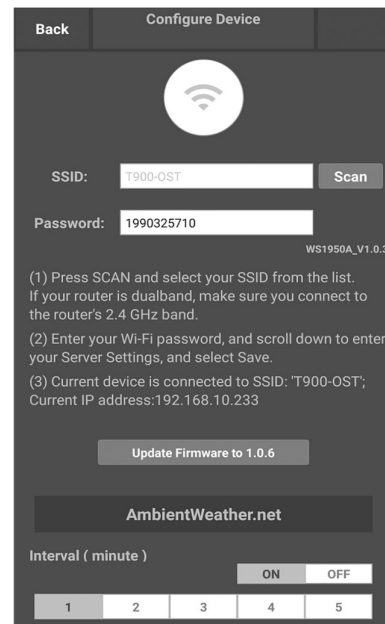 Back
Configure Device
SSID:
T900-OST
Scan
Password:
1990325710
WS1950A_V1.0.3
(1) Press SCAN and select your SSID from the list.
If your router is dualband, make sure you connect to
the router's 2.4 GHz band.
(2) Enter your Wi-Fi password, and scroll down to enter
your Server Settings, and select Save.
(3) Current device is connected to SSID: 'T900-OST';
Current IP address:192.168.10.233
Update Firmware to 1.0.6
AmbientWeather.net
Interval ( minute )
ON OFF
1 2 3 4 5